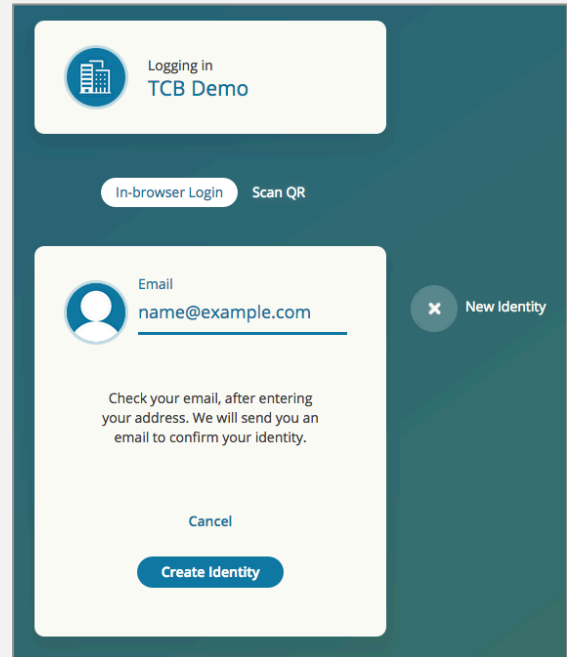 Logging in
TCB Demo
In-browser Login
Scan QR
Email
name@example.com
New Identity
Check your email, after entering
your address. We will send you an
email to confirm your identity.
Cancel
Create Identity